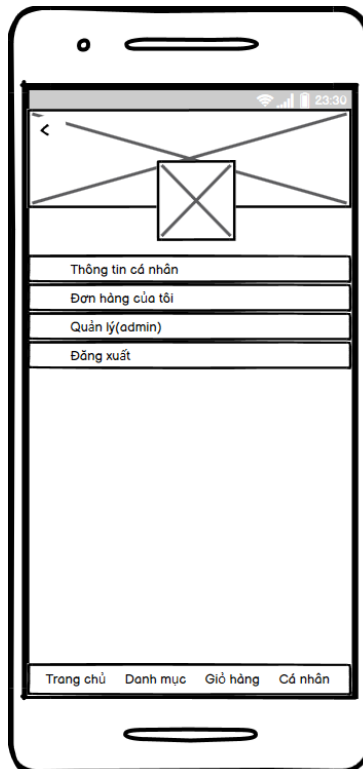 23:30
<
Thông tin cá nhân
Đơn hàng của tôi
Quản lý(admin)
Đăng xuất
Trang chủ Danh mục Giỏ hàng Cá nhân